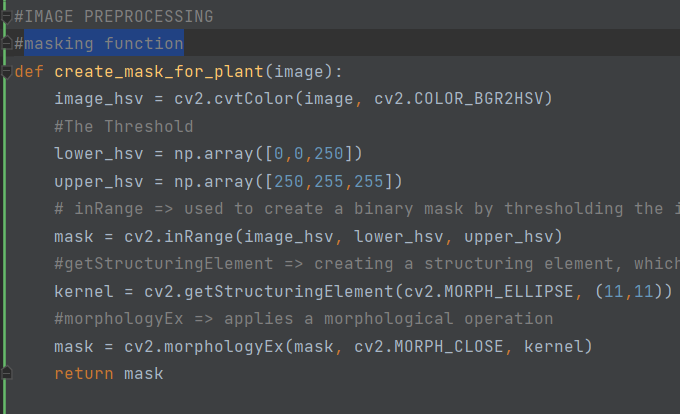 #IMAGE PREPROCESSING
#masking function
def create_mask_for_plant(image):
    image_hsv = cv2.cvtColor(image, cv2.COLOR_BGR2HSV)
    #The Threshold
    lower_hsv = np.array([0,0,250])
    upper_hsv = np.array([250,255,255])
    # inRange => used to create a binary mask by thresholding the i
    mask = cv2.inRange(image_hsv, lower_hsv, upper_hsv)
    #getStructuringElement => creating a structuring element, which
    kernel = cv2.getStructuringElement(cv2.MORPH_ELLIPSE, (11,11))
    #morphologyEx => applies a morphological operation
    mask = cv2.morphologyEx(mask, cv2.MORPH_CLOSE, kernel)
    return mask